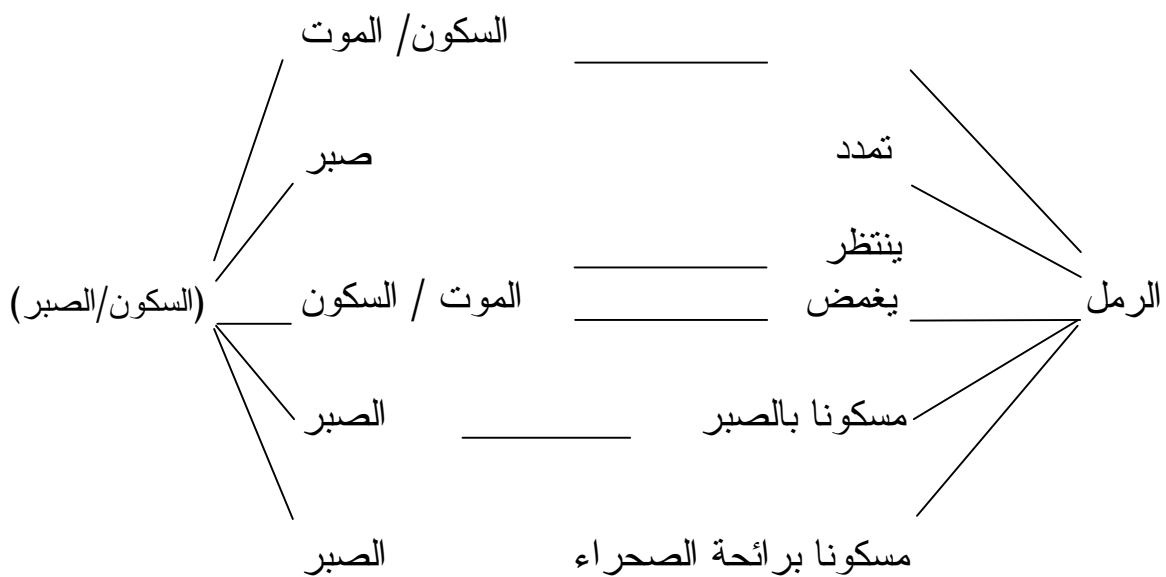 السكون/ الموت
تمدد صبر
ينتظر
الرمل يغمض الموت / السكون (السكون/الصبر)
مسكونا بالصبر الصبر
مسكونا برائحة الصحراء الصبر